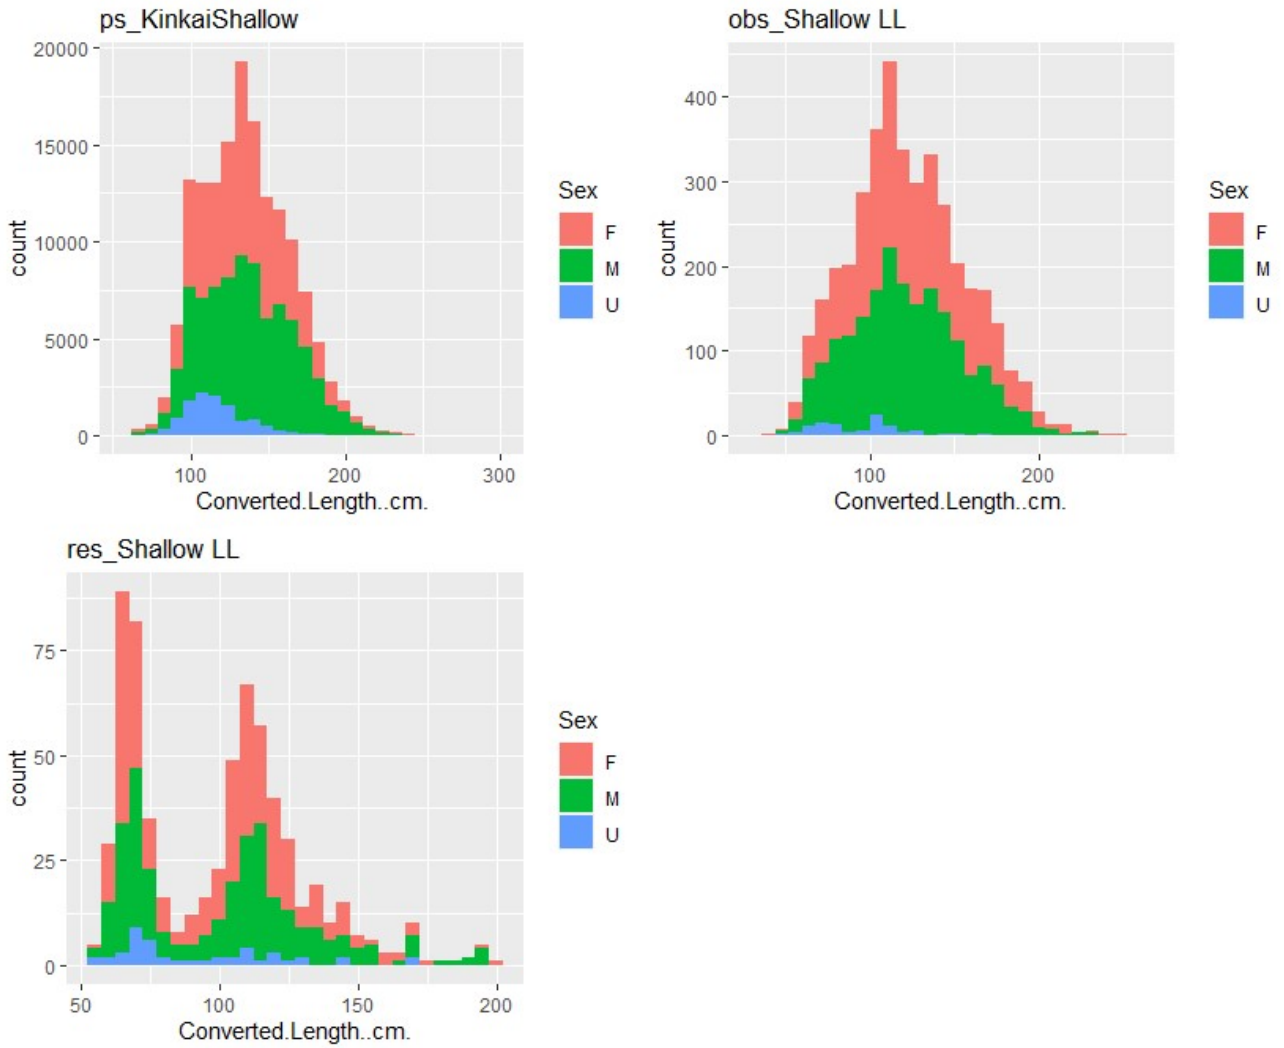 ps_KinkaiShallow
20000
15000
10000
5000
0
count
100 200 300
Converted.Length..cm.
Sex
F
M
U
obs_Shallow LL
400
300
200
100
0
count
100 200
Converted.Length..cm.
Sex
F
M
U
res_Shallow LL
75
50
25
0
count
50 100 150 200
Converted.Length..cm.
Sex
F
M
U